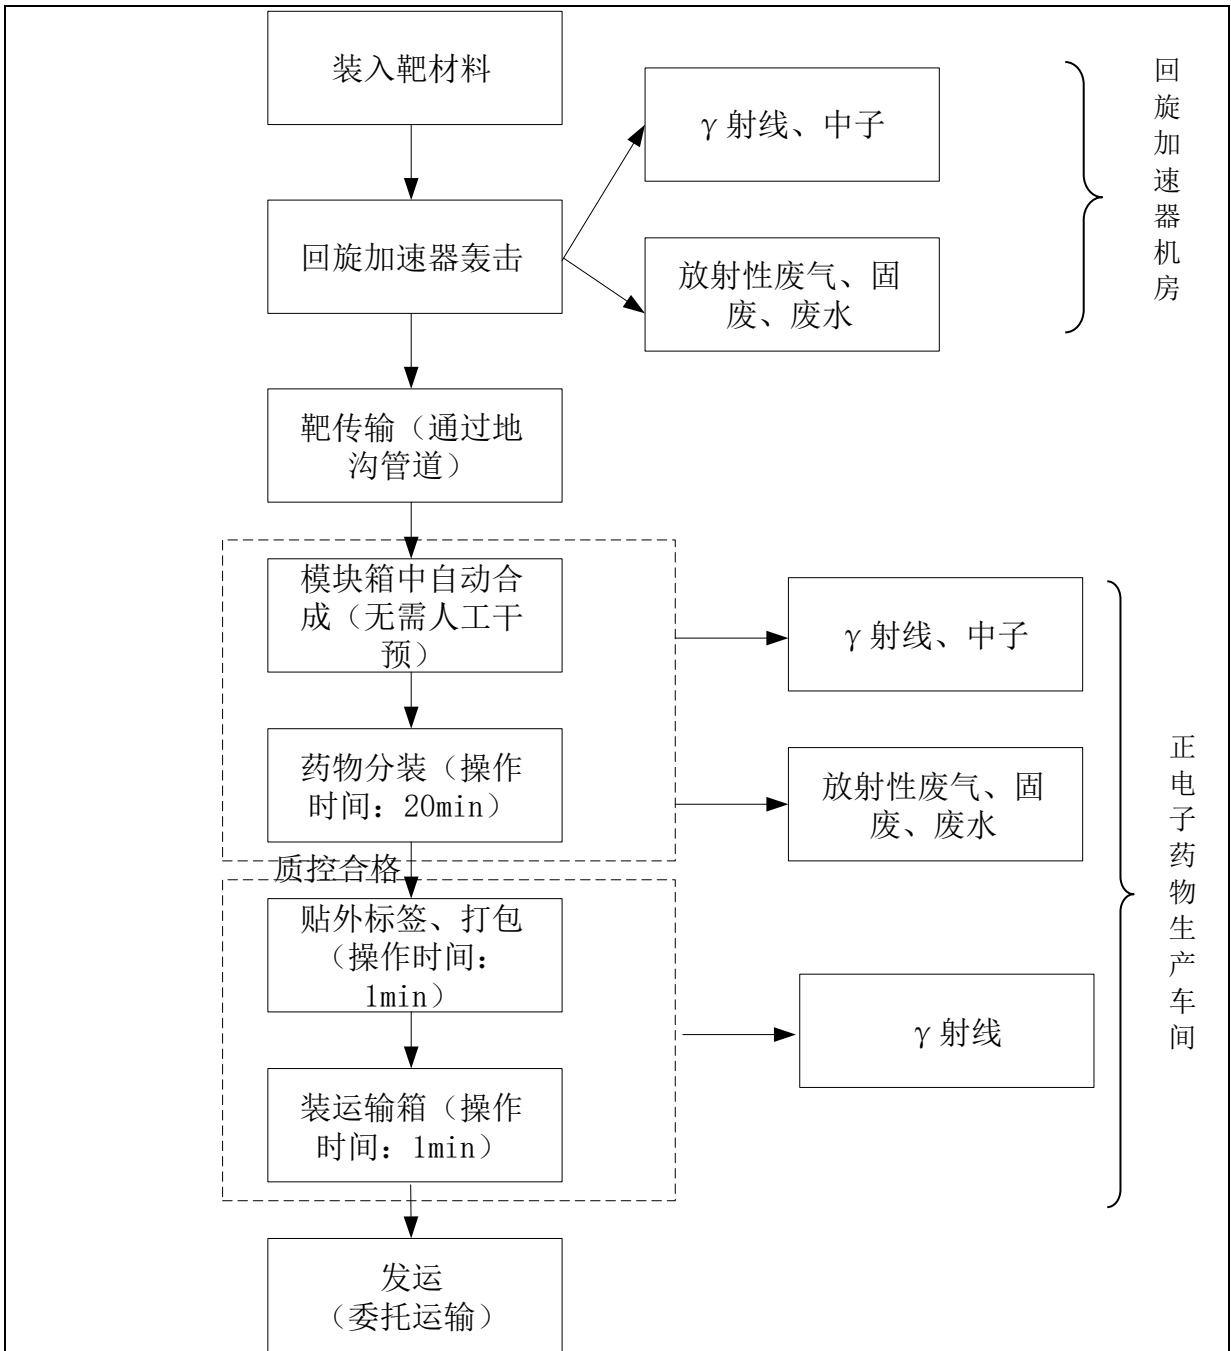 装入靶材料
γ 射线、中子
回旋加速器机房
回旋加速器轰击
放射性废气、固
废、废水
靶传输（通过地
沟管道）
模块箱中自动合
成（无需人工干
预）
γ 射线、中子
药物分装（操作
时间：20min）
放射性废气、固
废、废水
正电子药物生产车间
质控合格
贴外标签、打包
（操作时间：
1min）
γ 射线
装运输箱（操作
时间：1min）
发运
（委托运输）